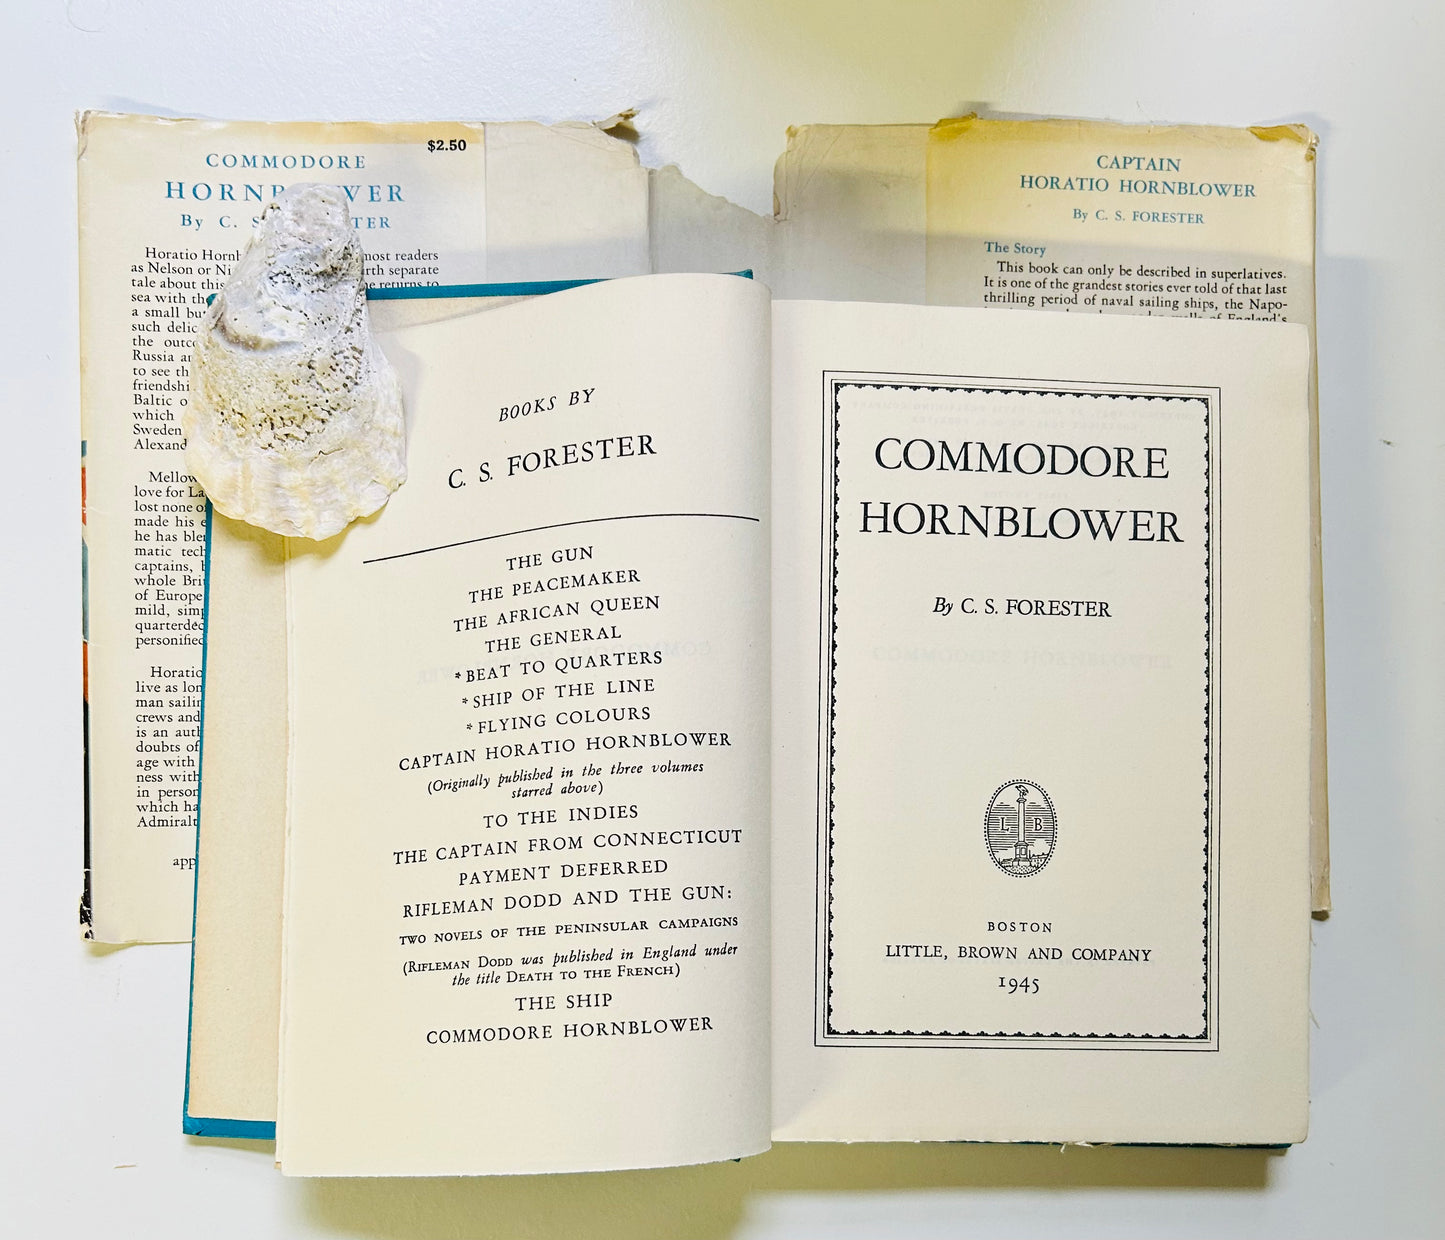 $2.50
COMMODORE
HORNBLOWER
By C. S. FORESTER
Horatio Hornb most readers
as Nelson or Ni urth separate
tale about this he returns to
sea with the
a small bu
such delic
the outco
Russia an
to see th
friendshi
Baltic o
which
Sweden
Alexand
Mellow
love for La
lost none o
made his e
he has blen
matic tech
captains, b
whole Brit
of Europe
mild, simp
quarterdec
personified
Horatio
live as lon
man sailin
crews and
is an auth
doubts of
age with
ness with
in person
which ha
Admiralt
app
CAPTAIN
HORATIO HORNBLOWER
By C. S. FORESTER
The Story
This book can only be described in superlatives.
It is one of the grandest stories ever told of that last
thrilling period of naval sailing ships, the Napo-
England's
BOOKS BY
C. S. FORESTER
THE GUN
THE PEACEMAKER
THE AFRICAN QUEEN
THE GENERAL
*BEAT TO QUARTERS
*SHIP OF THE LINE
*FLYING COLOURS
CAPTAIN HORATIO HORNBLOWER
(Originally published in the three volumes
starred above)
TO THE INDIES
THE CAPTAIN FROM CONNECTICUT
PAYMENT DEFERRED
RIFLEMAN DODD AND THE GUN:
TWO NOVELS OF THE PENINSULAR CAMPAIGNS
(RIFLEMAN DODD was published in England under
the title DEATH TO THE FRENCH)
THE SHIP
COMMODORE HORNBLOWER
COMMODORE
HORNBLOWER
By C. S. FORESTER
L B
BOSTON
LITTLE, BROWN AND COMPANY
1945